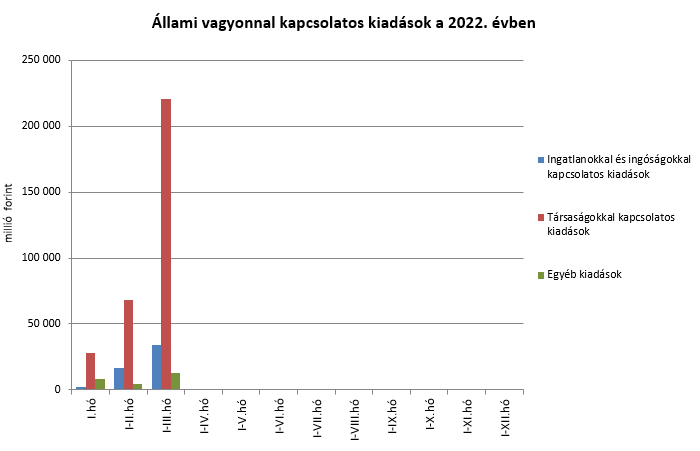 Állami vagyonnal kapcsolatos kiadások a 2022. évben
250 000
200 000
150 000
100 000
50 000
0
millió forint
I.hó
I-II.hó
I-III.hó
I-IV.hó
I-V.hó
I-VI.hó
I-VII.hó
I-VIII.hó
I-IX.hó
I-X.hó
I-XI.hó
I-XII.hó
Ingatlanokkal és ingóságokkal
kapcsolatos kiadások
Társaságokkal kapcsolatos
kiadások
Egyéb kiadások